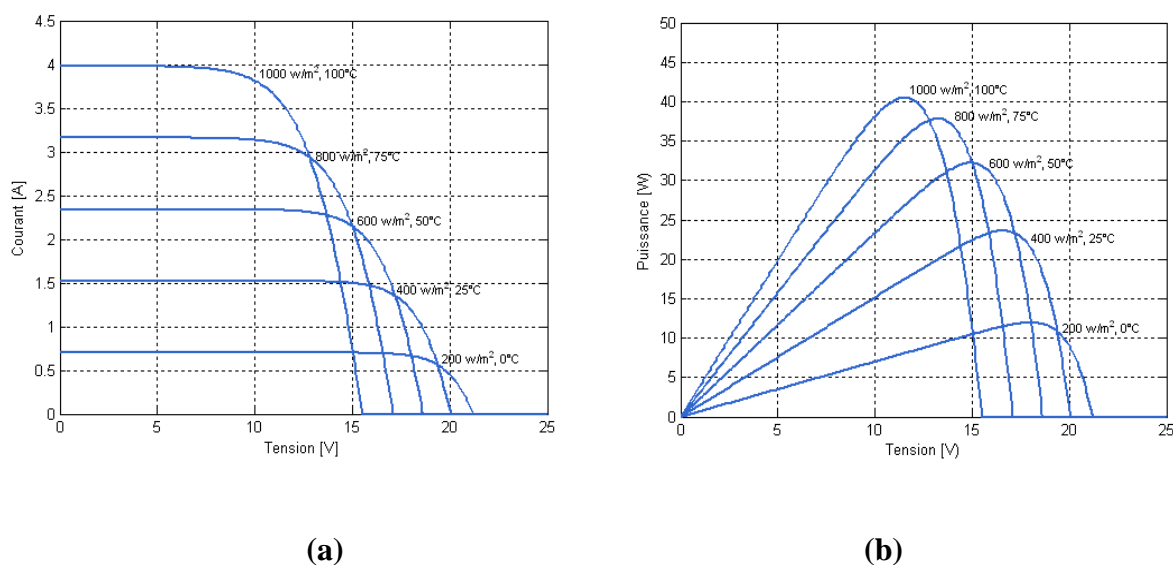 4.5
4
3.5
3
2.5
2
1.5
1
0.5
0
Courant [A]
1000 w/m², 100°C
800 w/m², 75°C
600 w/m², 50°C
400 w/m², 25°C
200 w/m², 0°C
0 5 10 15 20 25
Tension [V]
(a)
50
45
40
35
30
25
20
15
10
5
0
Puissance [W]
1000 w/m², 100°C
800 w/m², 75°C
600 w/m², 50°C
400 w/m², 25°C
200 w/m², 0°C
0 5 10 15 20 25
Tension [V)
(b)